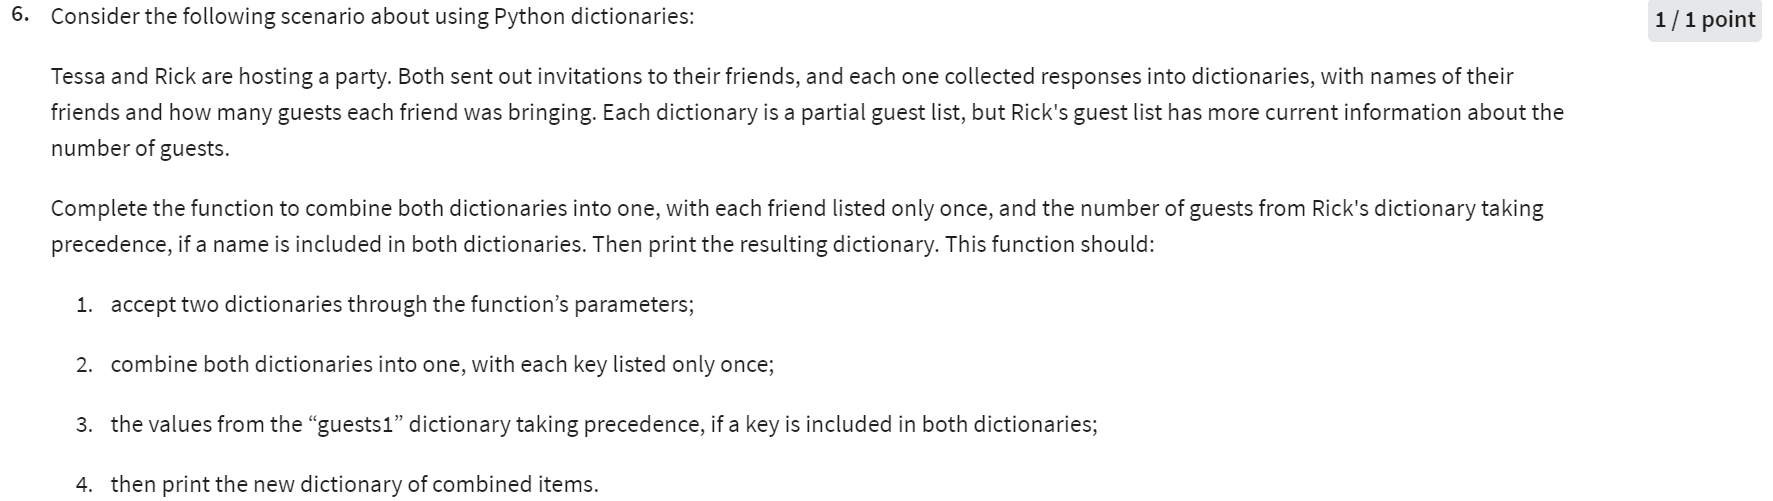 6. Consider the following scenario about using Python dictionaries:
1 / 1 point
Tessa and Rick are hosting a party. Both sent out invitations to their friends, and each one collected responses into dictionaries, with names of their
friends and how many guests each friend was bringing. Each dictionary is a partial guest list, but Rick's guest list has more current information about the
number of guests.
Complete the function to combine both dictionaries into one, with each friend listed only once, and the number of guests from Rick's dictionary taking
precedence, if a name is included in both dictionaries. Then print the resulting dictionary. This function should:
1. accept two dictionaries through the function’s parameters;
2. combine both dictionaries into one, with each key listed only once;
3. the values from the “guests1” dictionary taking precedence, if a key is included in both dictionaries;
4. then print the new dictionary of combined items.